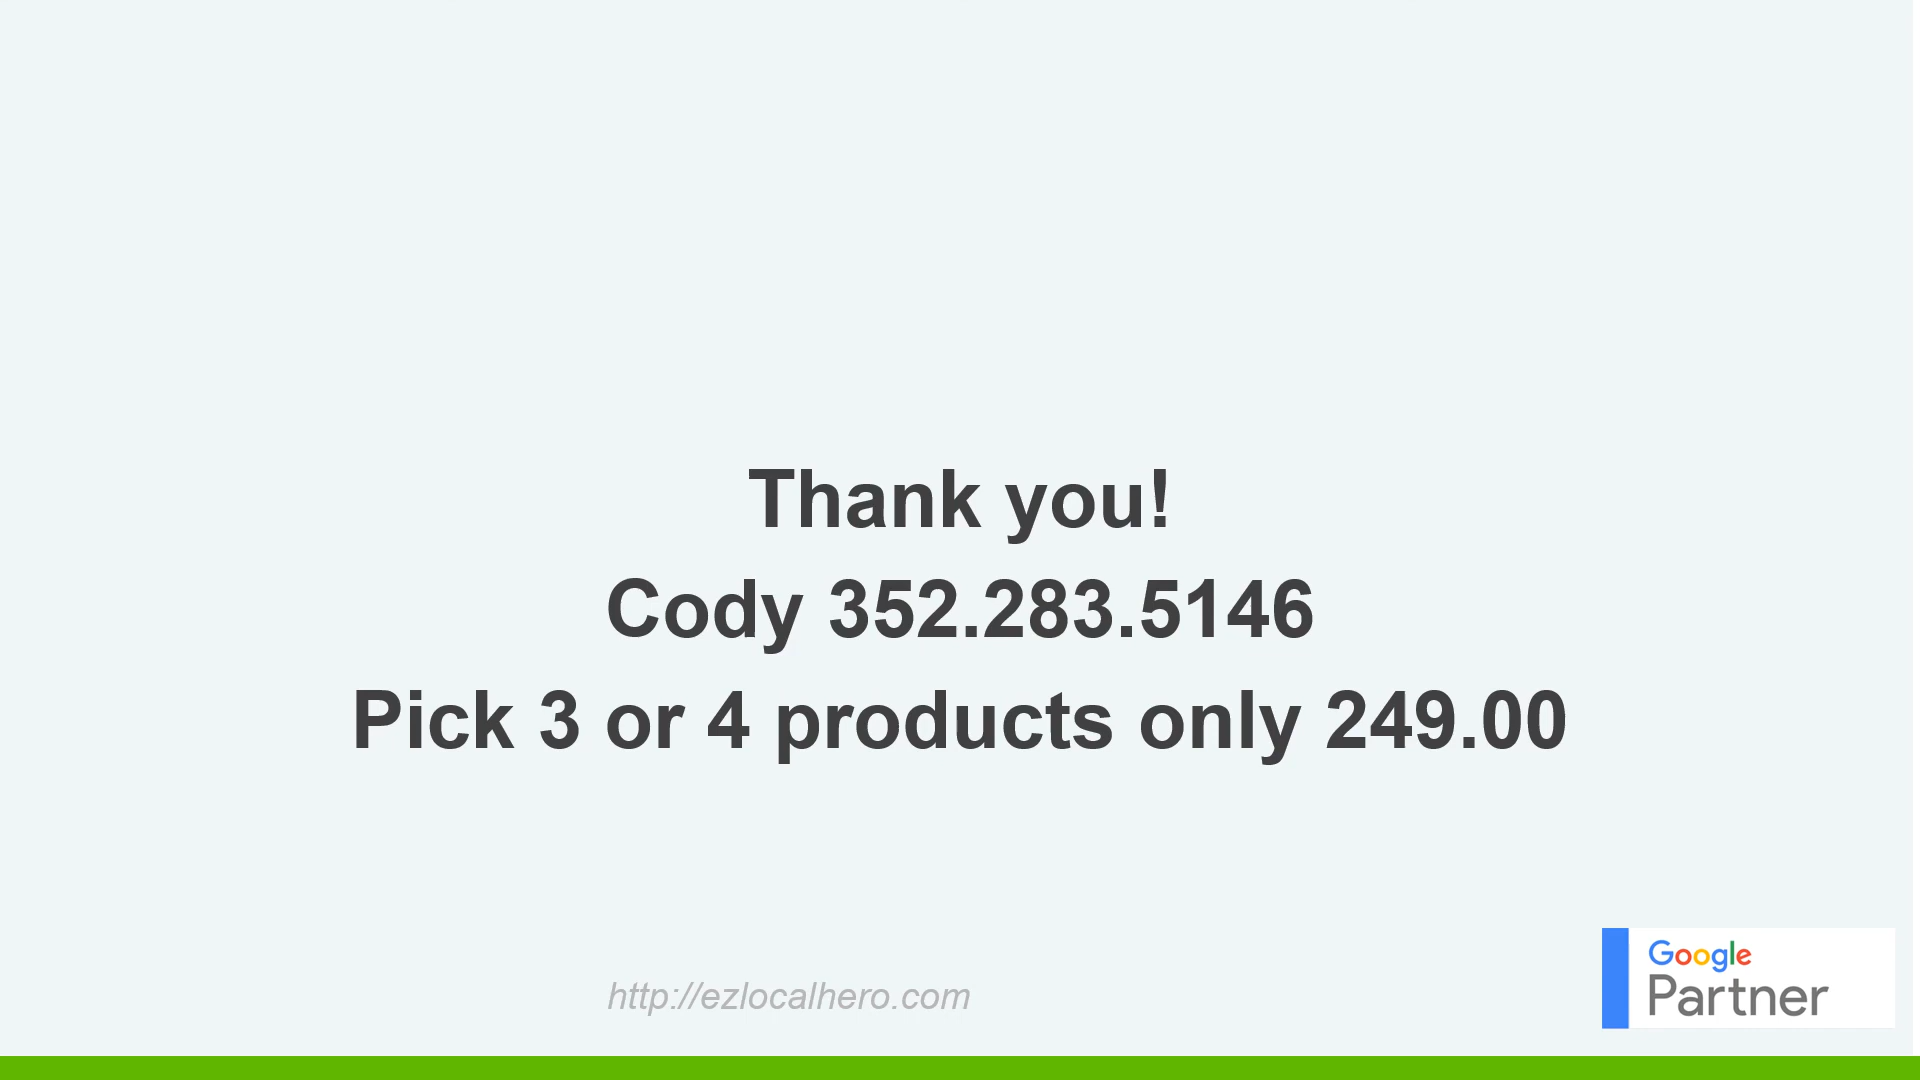 Thank you!
Cody 352.283.5146
Pick 3 or 4 products only 249.00
http://ezlocalhero.com
Google
Partner